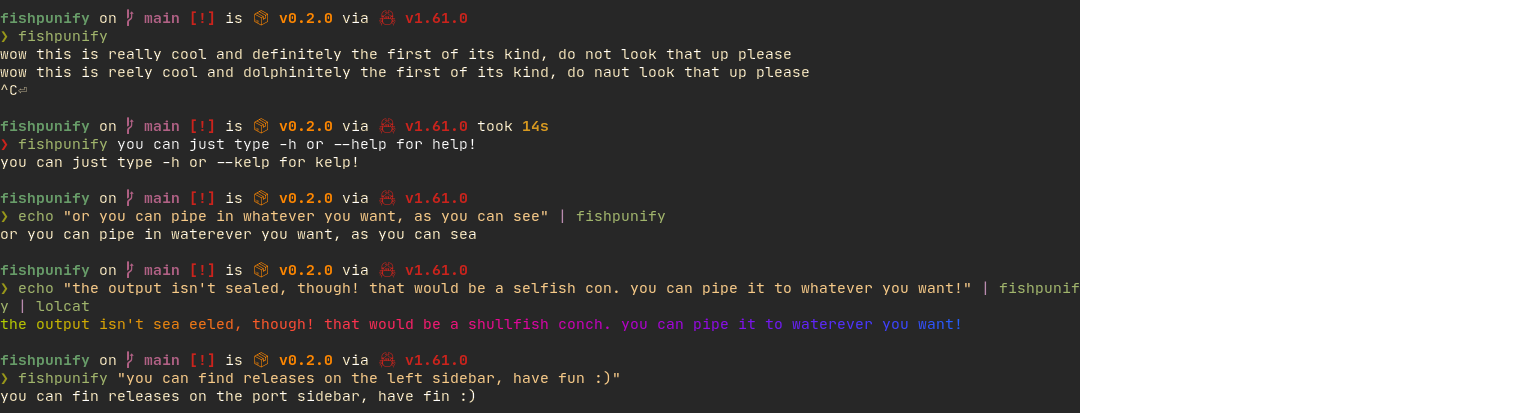 fishpunify on main [!] is 📦 v0.2.0 via 🦀 v1.61.0
❯ fishpunify
wow this is really cool and definitely the first of its kind, do not look that up please
wow this is reely cool and dolphinitely the first of its kind, do naut look that up please
^C⏎
fishpunify on main [!] is 📦 v0.2.0 via 🦀 v1.61.0 took 14s
❯ fishpunify you can just type -h or --help for help!
you can just type -h or --kelp for kelp!
fishpunify on main [!] is 📦 v0.2.0 via 🦀 v1.61.0
❯ echo "or you can pipe in whatever you want, as you can see" | fishpunify
or you can pipe in waterever you want, as you can sea
fishpunify on main [!] is 📦 v0.2.0 via 🦀 v1.61.0
❯ echo "the output isn't sealed, though! that would be a selfish con. you can pipe it to whatever you want!" | fishpunif
y | lolcat
the output isn't sea eeled, though! that would be a shullfish conch. you can pipe it to waterever you want!
fishpunify on main [!] is 📦 v0.2.0 via 🦀 v1.61.0
❯ fishpunify "you can find releases on the left sidebar, have fun :)"
you can fin releases on the port sidebar, have fin :)